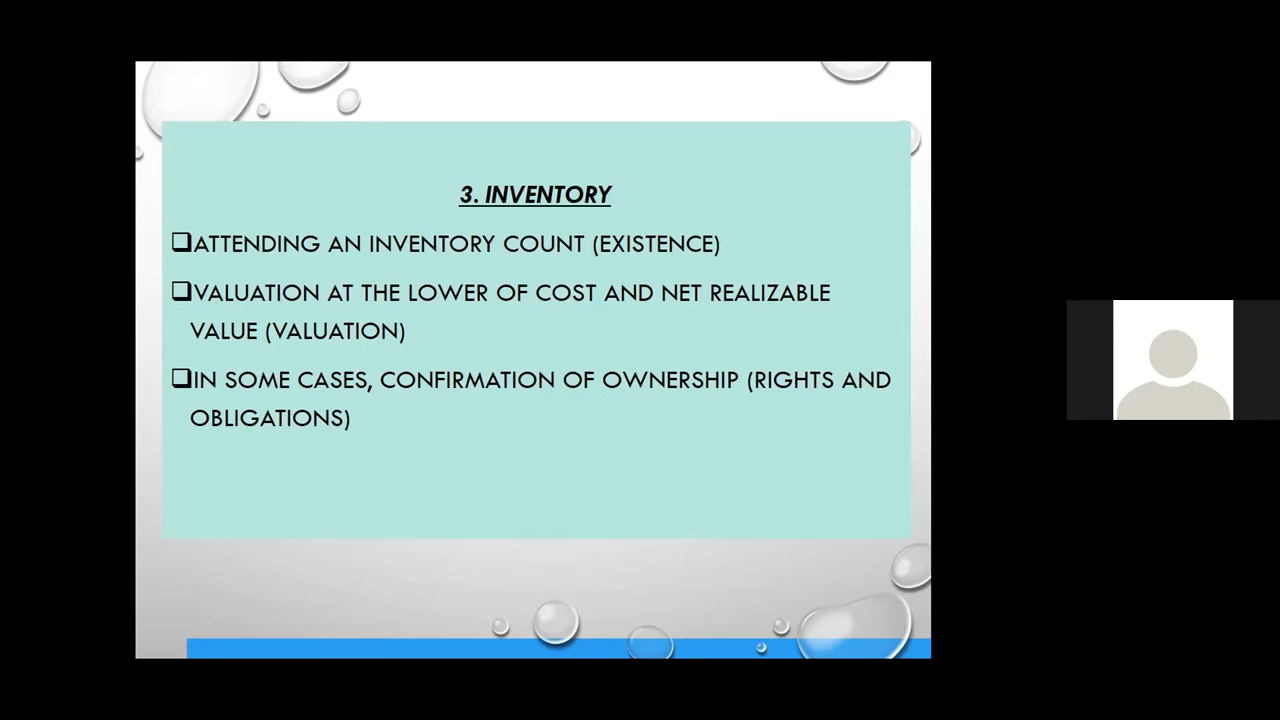 3. INVENTORY
❑ATTENDING AN INVENTORY COUNT (EXISTENCE)
❑VALUATION AT THE LOWER OF COST AND NET REALIZABLE
VALUE (VALUATION)
❑IN SOME CASES, CONFIRMATION OF OWNERSHIP (RIGHTS AND
OBLIGATIONS)